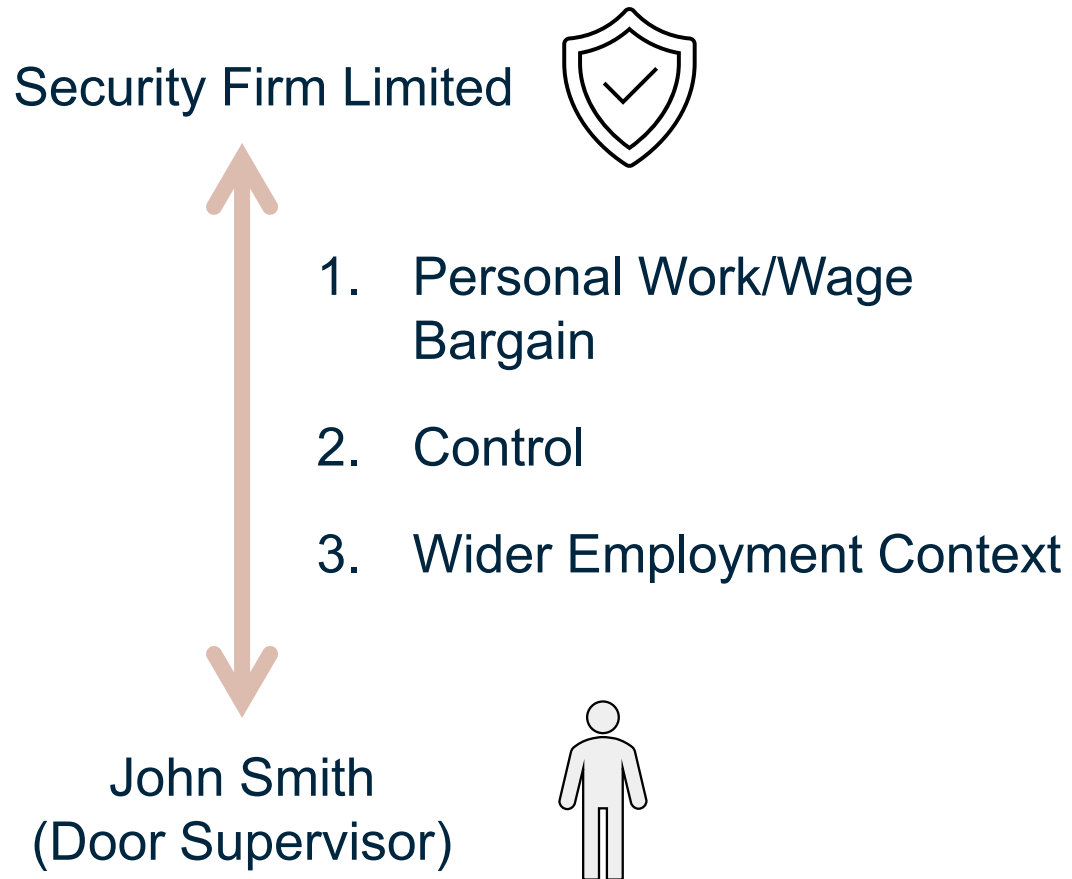 Security Firm Limited
1. Personal Work/Wage
Bargain
2. Control
3. Wider Employment Context
John Smith
(Door Supervisor)